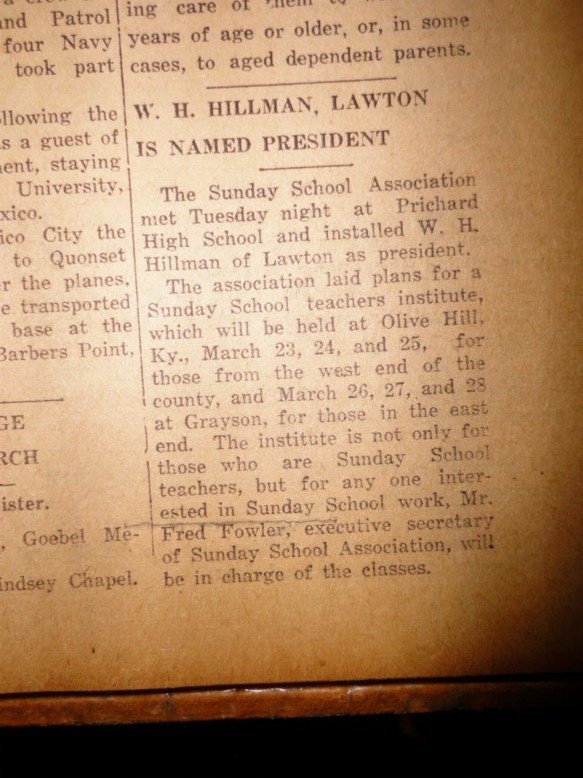 nd Patrol
four Navy
took part
llowing the
s a guest of
ent, staying
University,
xico.
ico City the
to Quonset
r the planes,
e transported
base at the
Barbers Point,
GE
RCH
ister.
, Goebel Me-
indsey Chapel.
ing care of them to
years of age or older, or, in some
cases, to aged dependent parents.
W. H. HILLMAN, LAWTON
IS NAMED PRESIDENT
The Sunday School Association
met Tuesday night at Prichard
High School and installed W. H.
Hillman of Lawton as president.
The association laid plans for a
Sunday School teachers institute,
which will be held at Olive Hill,
Ky., March 23, 24, and 25, for
those from the west end of the
county, and March 26, 27, and 28
at Grayson, for those in the east
end. The institute is not only for
those who are Sunday School
teachers, but for any one inter-
ested in Sunday School work, Mr.
Fred Fowler, executive secretary
of Sunday School Association, will
be in charge of the classes.